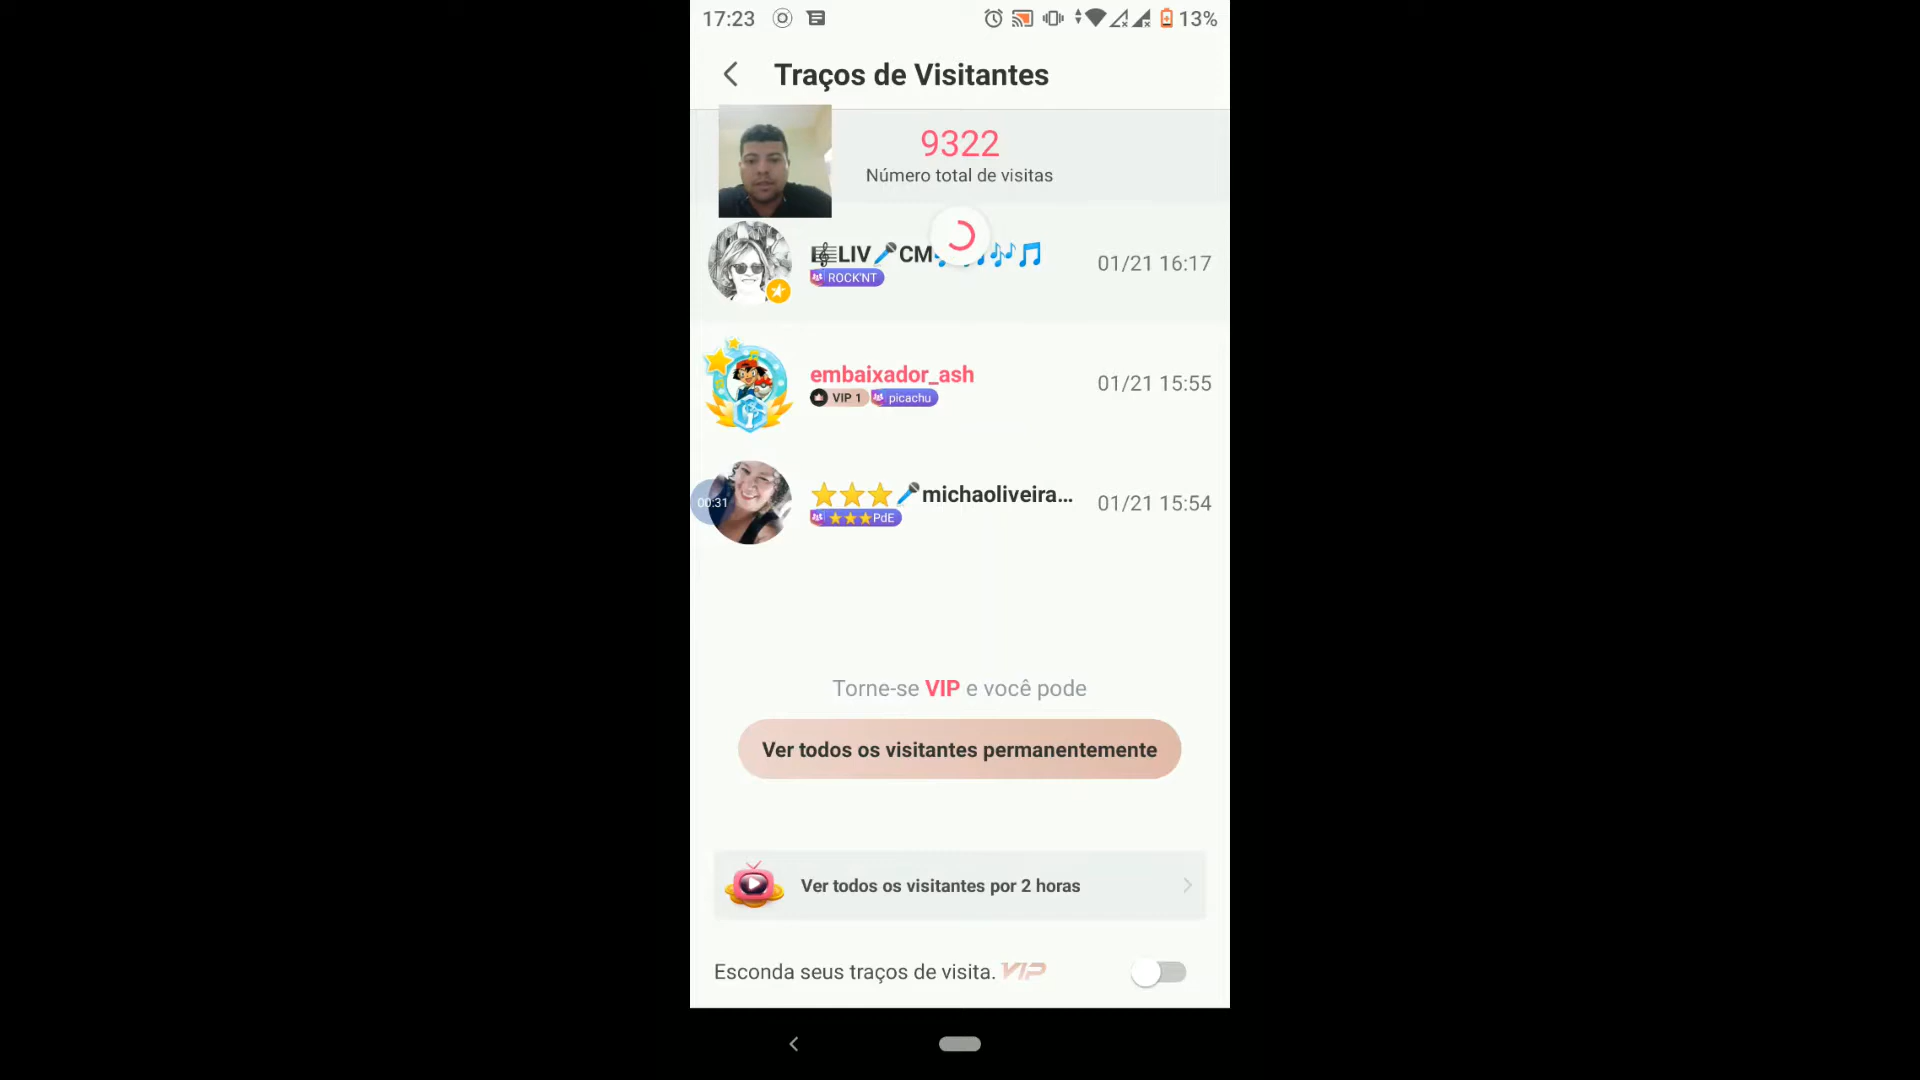 17:23
13%
Traços de Visitantes
9322
Número total de visitas
LIV🎤CM
01/21 16:17
ROCK'NT
embaixador_ash
01/21 15:55
VIP 1 picachu
⭐⭐⭐🎤michaoliveira...
01/21 15:54
⭐⭐⭐PdE
00:31
Torne-se VIP e você pode
Ver todos os visitantes permanentemente
Ver todos os visitantes por 2 horas
Esconda seus traços de visita. VIP